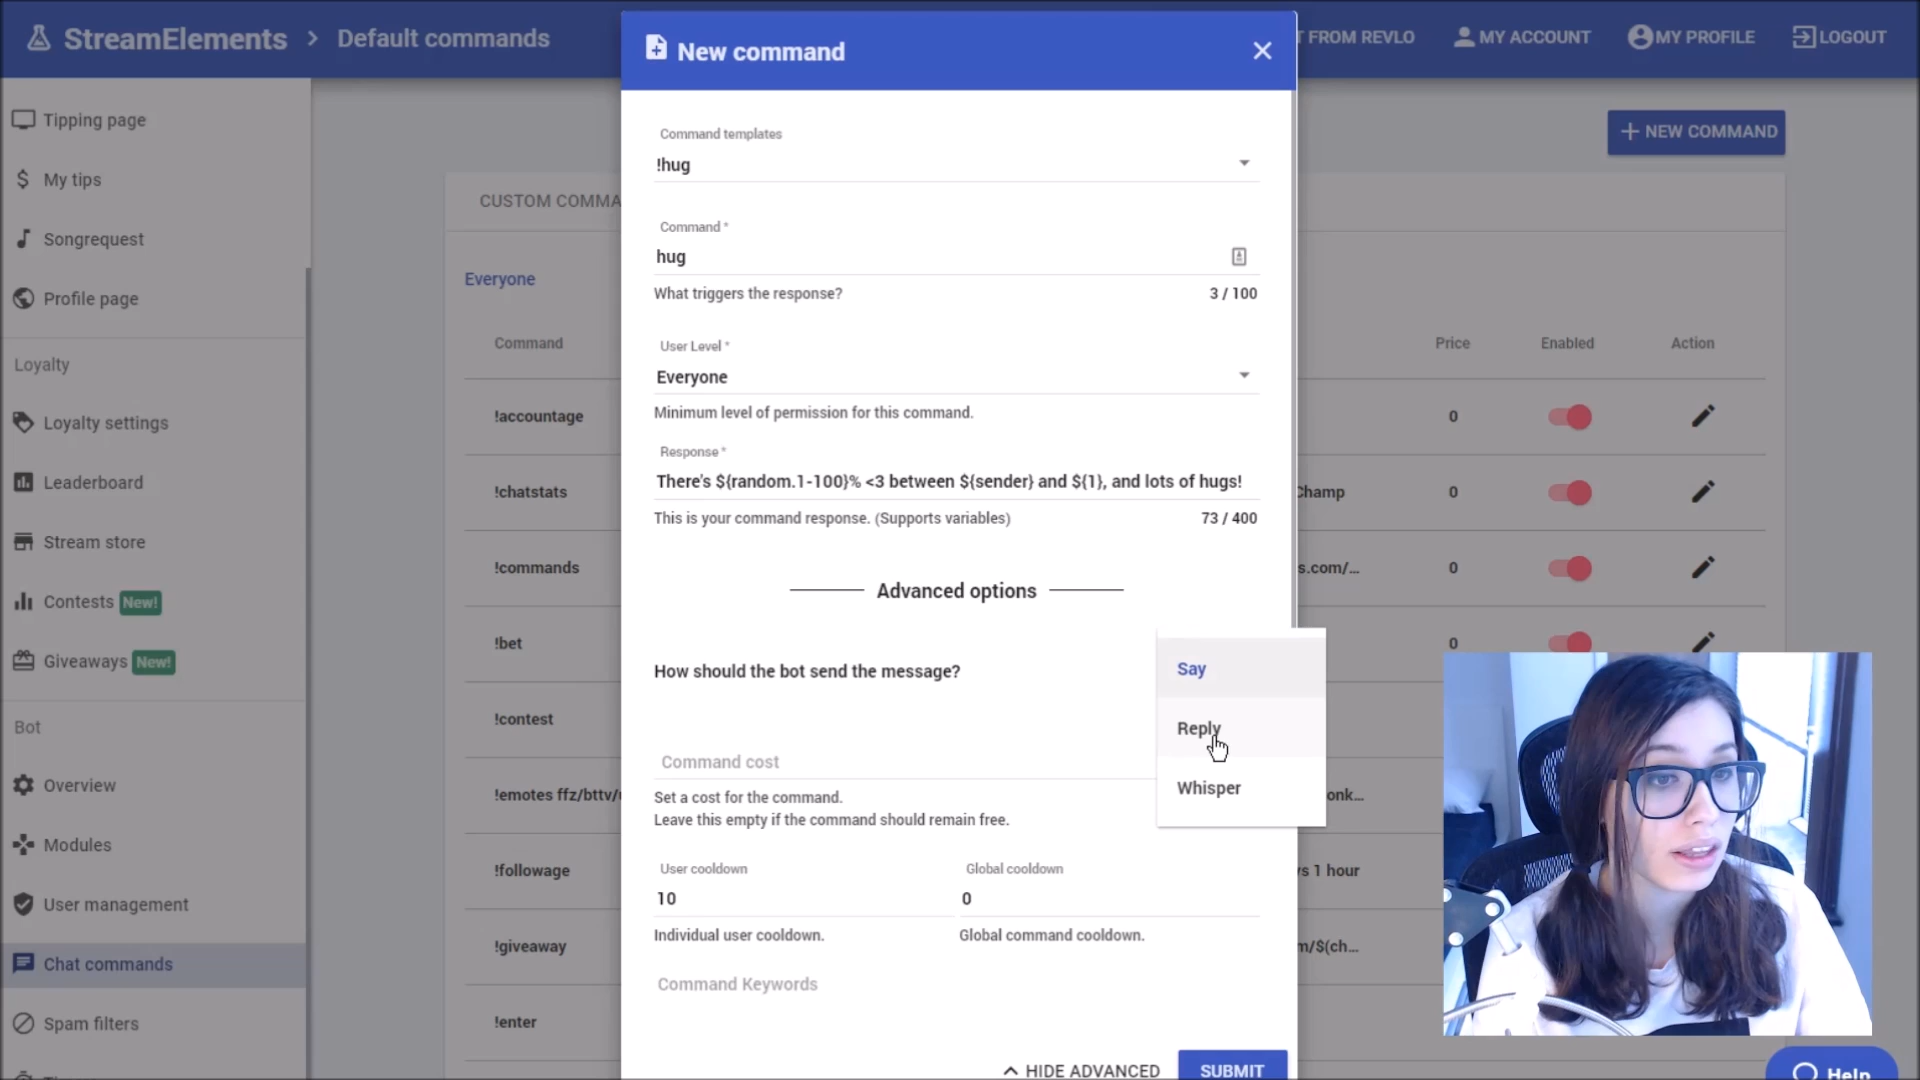 StreamElements > Default commands
New command
T FROM REVLO
MY ACCOUNT
MY PROFILE
LOGOUT
Tipping page
My tips
Songrequest
Profile page
Loyalty
Loyalty settings
Leaderboard
Stream store
Contests New!
Giveaways New!
Bot
Overview
Modules
User management
Chat commands
Spam filters
+ NEW COMMAND
CUSTOM COMMA
Everyone
Command
Price
Enabled
Action
!accountage
0
!chatstats
Champ
0
!commands
s.com/...
0
!bet
0
!contest
!emotes ffz/bttv/
onk...
!followage
/s 1 hour
!giveaway
m/$(ch...
!enter
Command templates
!hug
Command *
hug
What triggers the response?
3 / 100
User Level *
Everyone
Minimum level of permission for this command.
Response *
There's ${random.1-100}% <3 between ${sender} and ${1}, and lots of hugs!
This is your command response. (Supports variables)
73 / 400
Advanced options
How should the bot send the message?
Say
Reply
Whisper
Command cost
Set a cost for the command.
Leave this empty if the command should remain free.
User cooldown
Global cooldown
10
0
Individual user cooldown.
Global command cooldown.
Command Keywords
HIDE ADVANCED
SUBMIT
Help